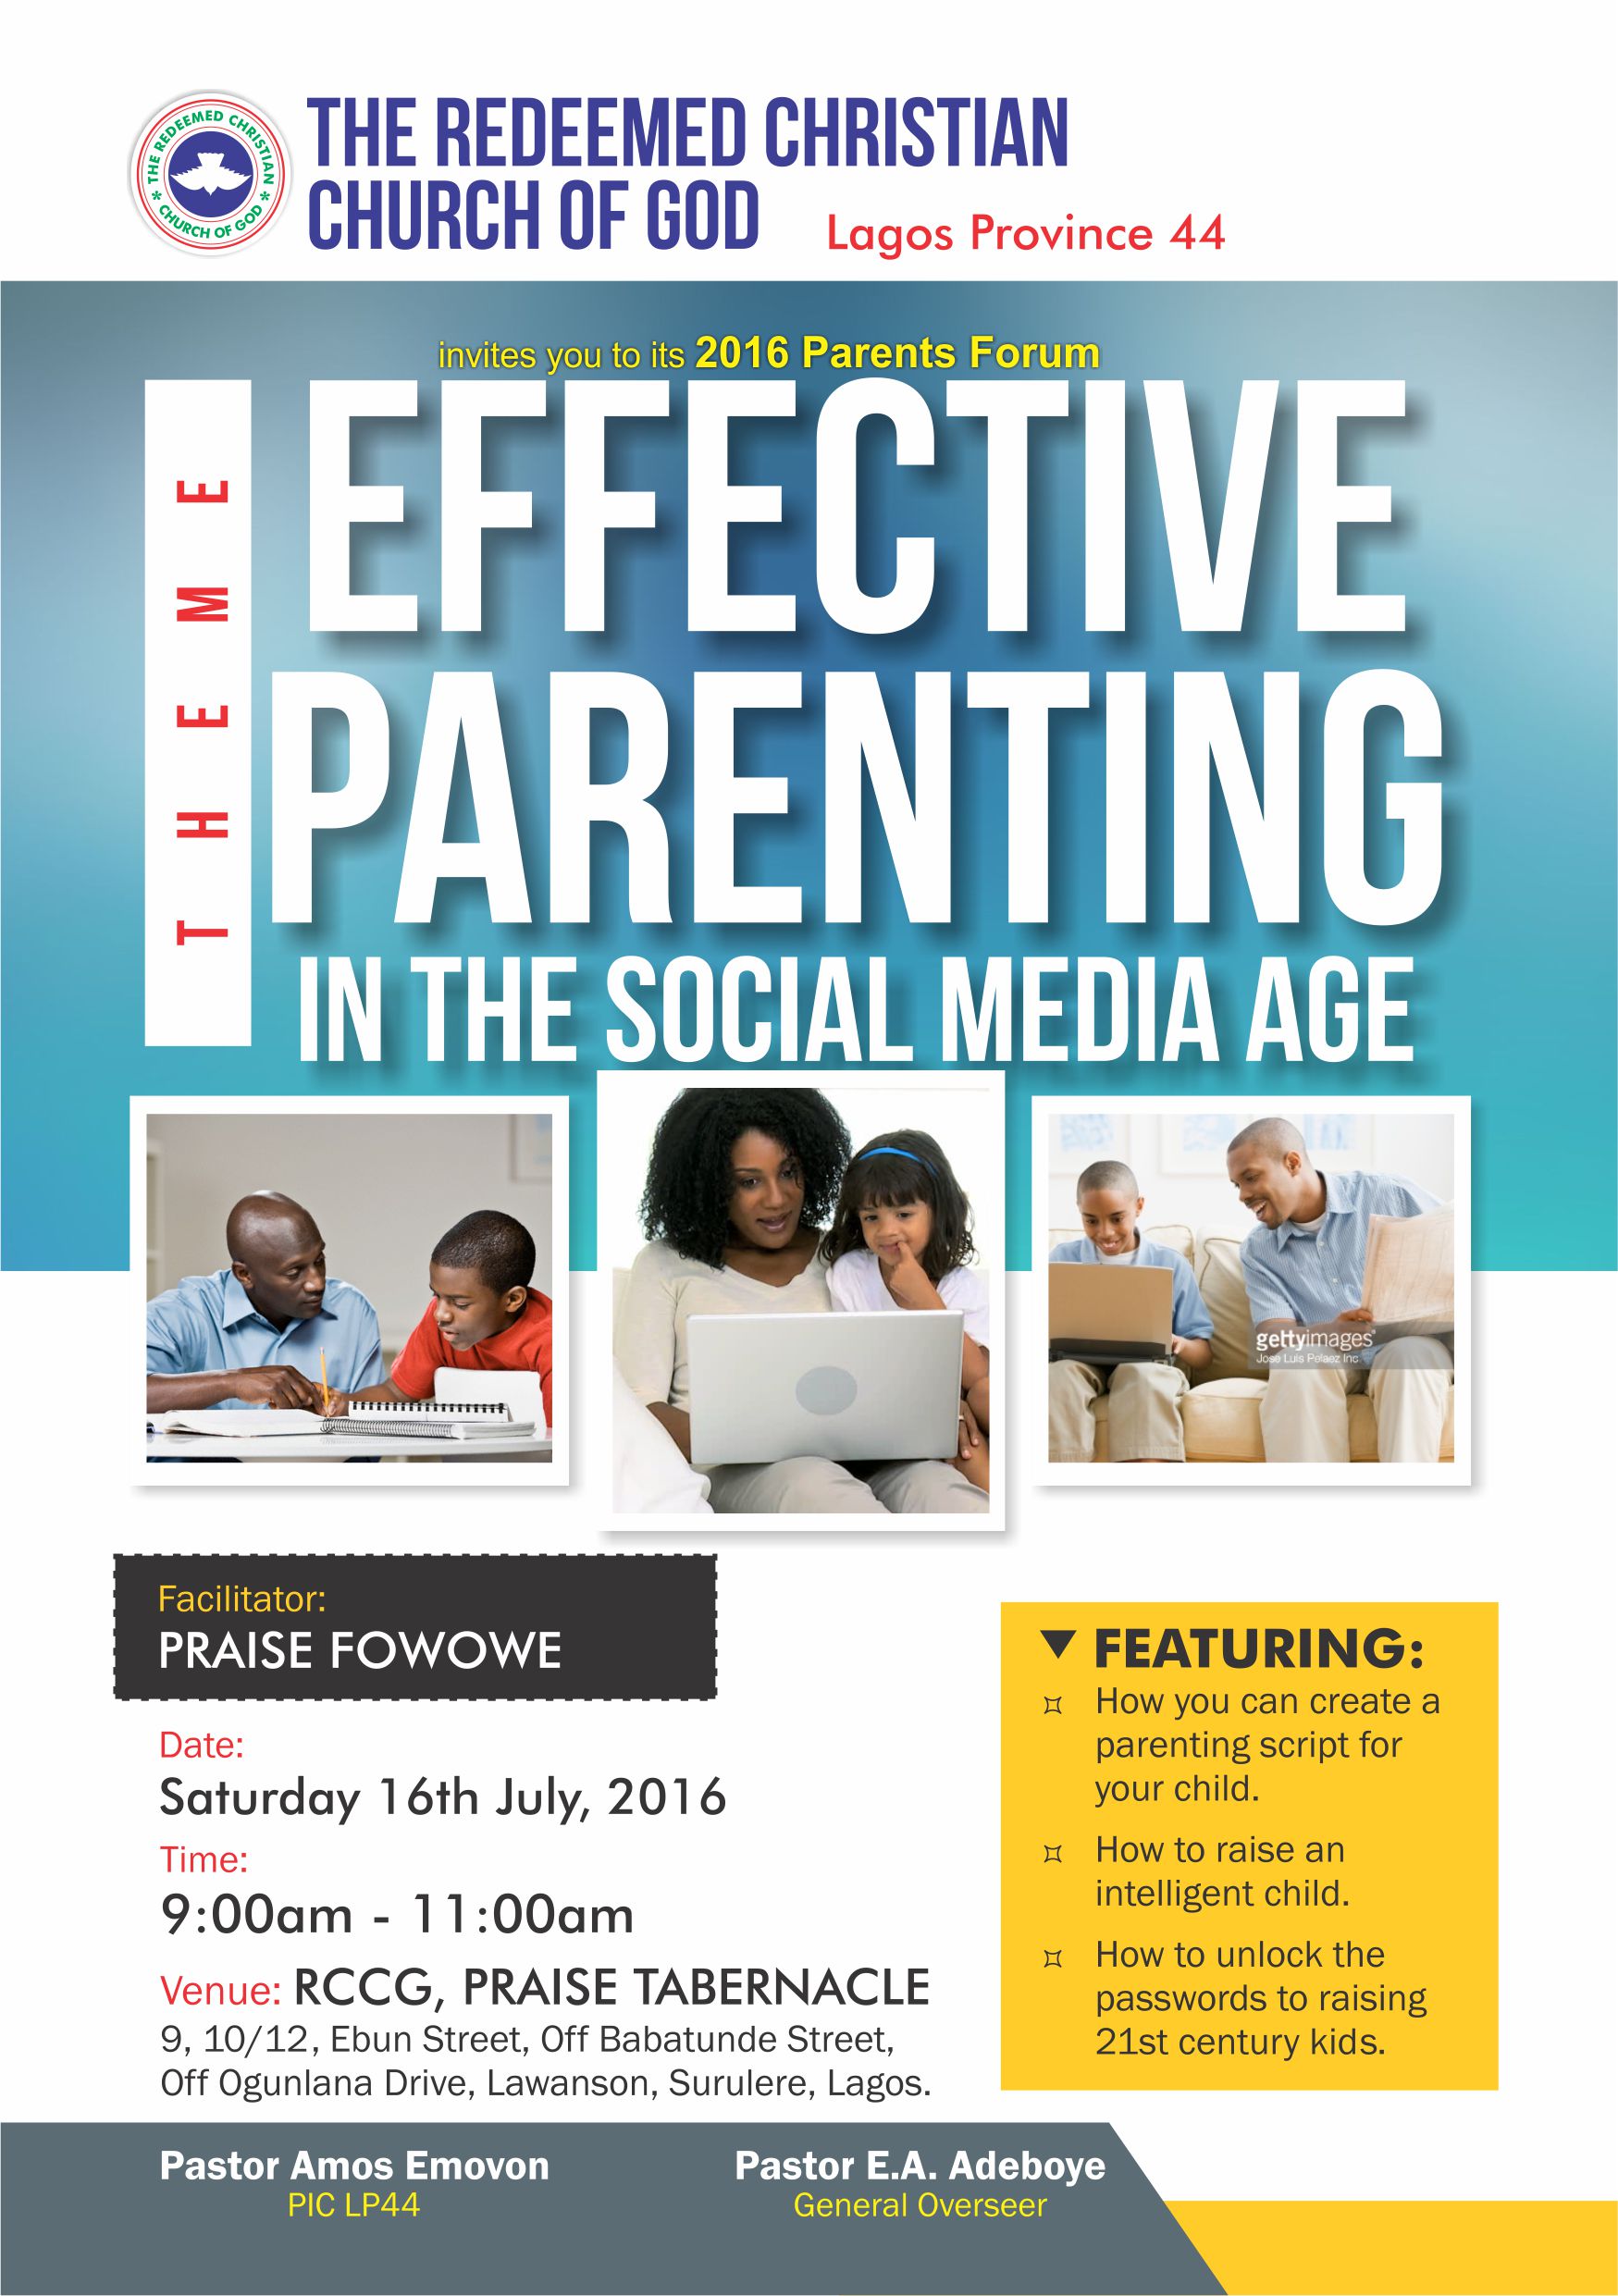 THE REDEEMED CHRISTIAN
CHURCH OF GOD
THE REDEEMED CHRISTIAN
CHURCH OF GOD
Lagos Province 44
invites you to its 2016 Parents Forum
THEME
EFFECTIVE
PARENTING
IN THE SOCIAL MEDIA AGE
gettyimages®
Jose Luis Pelaez Inc
Facilitator:
PRAISE FOWOWE
Date:
Saturday 16th July, 2016
Time:
9:00am - 11:00am
Venue: RCCG, PRAISE TABERNACLE
9, 10/12, Ebun Street, Off Babatunde Street,
Off Ogunlana Drive, Lawanson, Surulere, Lagos.
FEATURING:
How you can create a
parenting script for
your child.
How to raise an
intelligent child.
How to unlock the
passwords to raising
21st century kids.
Pastor Amos Emovon
PIC LP44
Pastor E.A. Adeboye
General Overseer